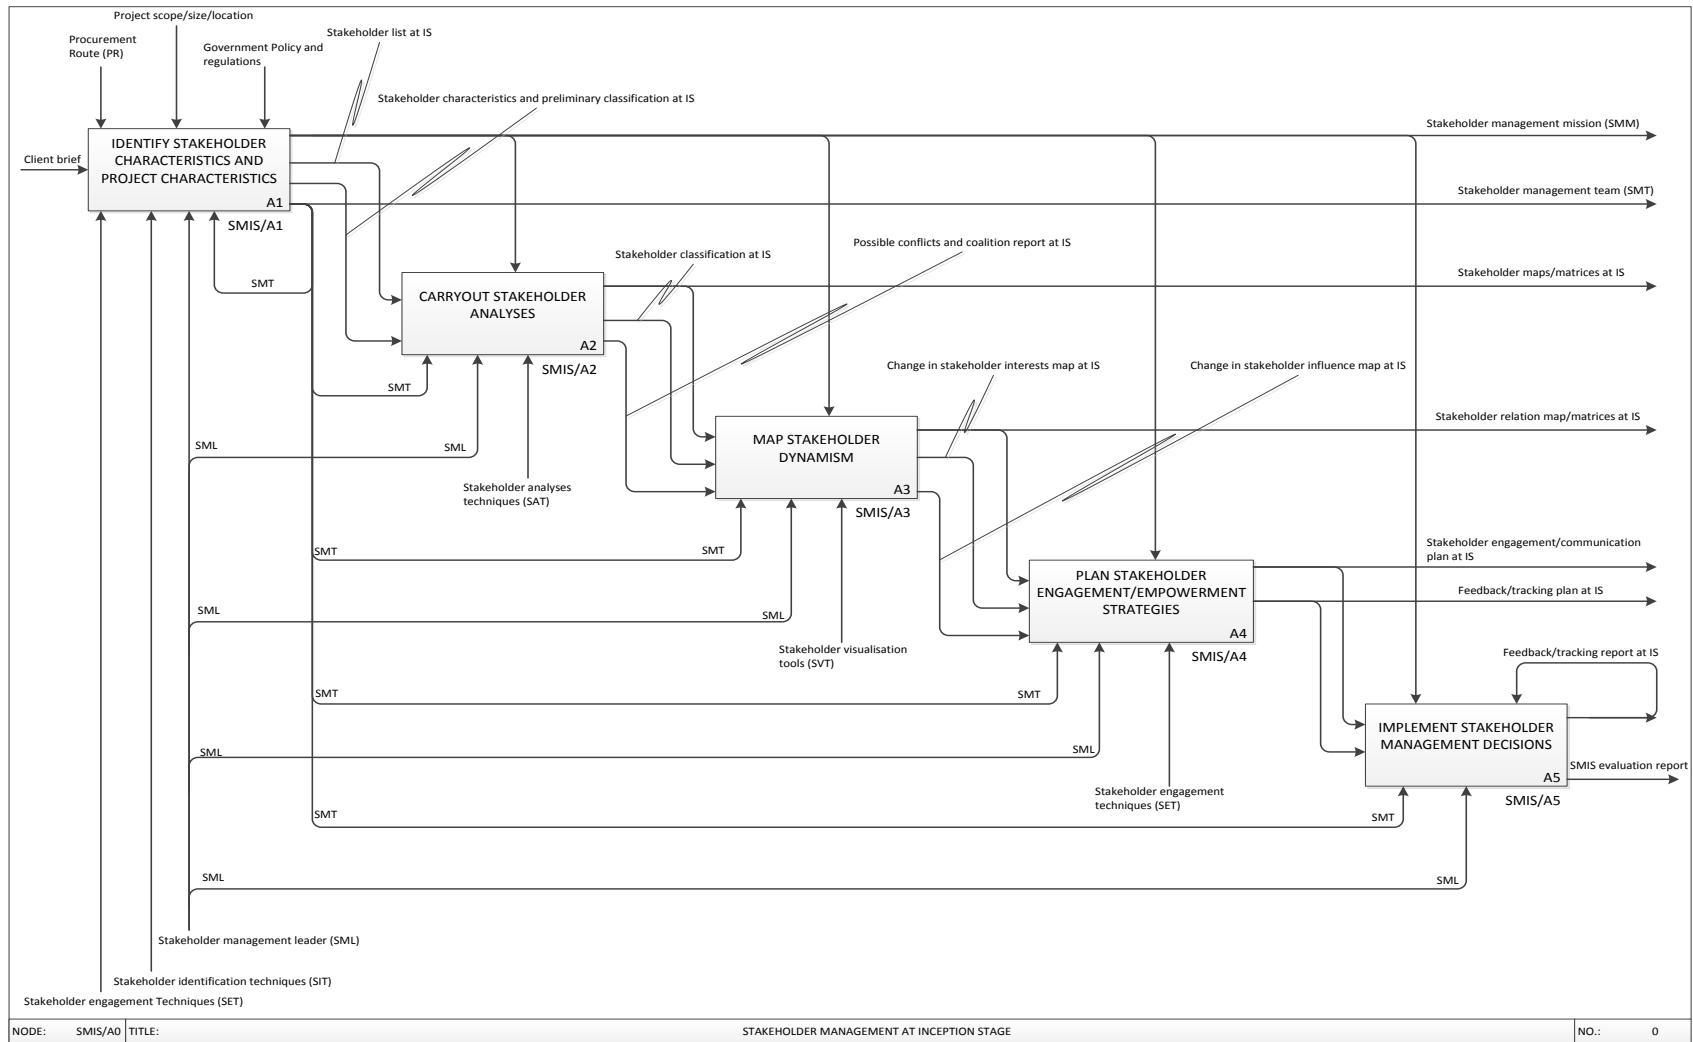 Project scope/size/location
Procurement
Route (PR)
Government Policy and
regulations
Stakeholder list at IS
Stakeholder characteristics and preliminary classification at IS
Client brief
IDENTIFY STAKEHOLDER
CHARACTERISTICS AND
PROJECT CHARACTERISTICS
A1
SMIS/A1
Stakeholder management mission (SMM)
Stakeholder management team (SMT)
SMT
Stakeholder classification at IS
Possible conflicts and coalition report at IS
Stakeholder maps/matrices at IS
CARRYOUT STAKEHOLDER
ANALYSES
A2
SMIS/A2
SMT
SML
SML
Stakeholder analyses
techniques (SAT)
Change in stakeholder interests map at IS
Change in stakeholder influence map at IS
Stakeholder relation map/matrices at IS
MAP STAKEHOLDER
DYNAMISM
A3
SMIS/A3
SMT
SMT
SML
SML
Stakeholder visualisation
tools (SVT)
Stakeholder engagement/communication
plan at IS
Feedback/tracking plan at IS
PLAN STAKEHOLDER
ENGAGEMENT/EMPOWERMENT
STRATEGIES
A4
SMIS/A4
SMT
SMT
SML
SML
Stakeholder engagement
techniques (SET)
Feedback/tracking report at IS
IMPLEMENT STAKEHOLDER
MANAGEMENT DECISIONS
A5
SMIS/A5
SMIS evaluation report
SMT
SMT
SML
SML
Stakeholder management leader (SML)
Stakeholder identification techniques (SIT)
Stakeholder engagement Techniques (SET)
NODE: SMIS/A0 TITLE: STAKEHOLDER MANAGEMENT AT INCEPTION STAGE NO.: 0